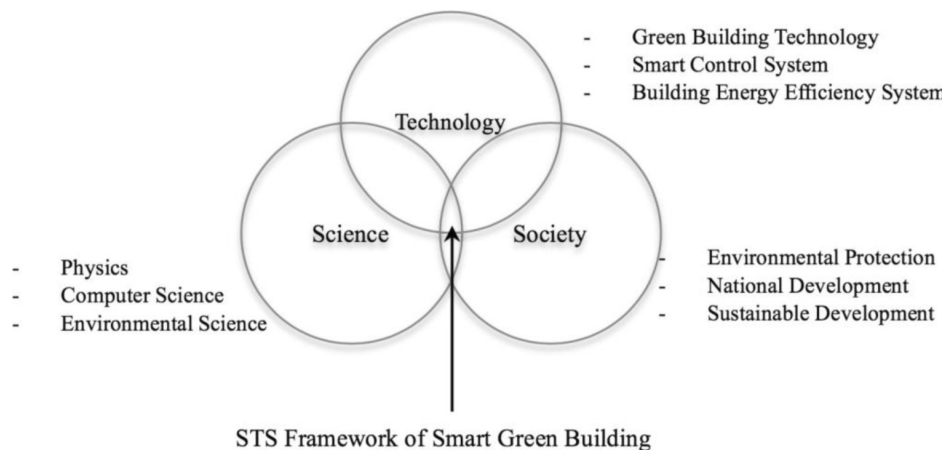 - Green Building Technology
- Smart Control System
- Building Energy Efficiency System
Technology
Science
Society
- Physics
- Computer Science
- Environmental Science
- Environmental Protection
- National Development
- Sustainable Development
STS Framework of Smart Green Building